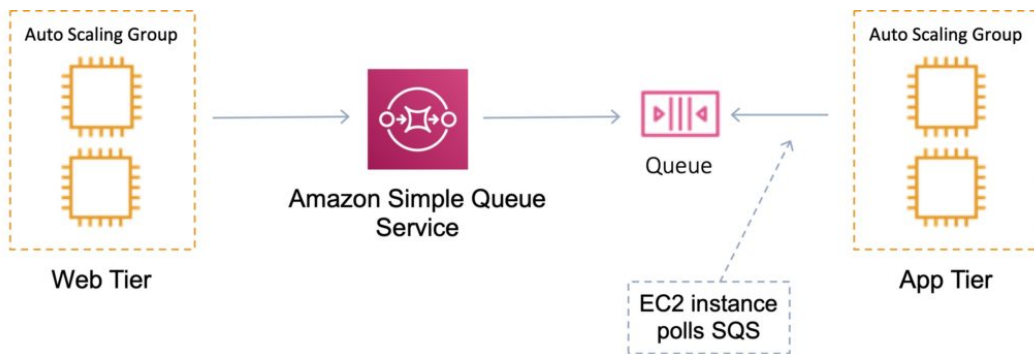 Auto Scaling Group
Auto Scaling Group
Queue
Amazon Simple Queue
Service
Web Tier
App Tier
EC2 instance
polls SQS